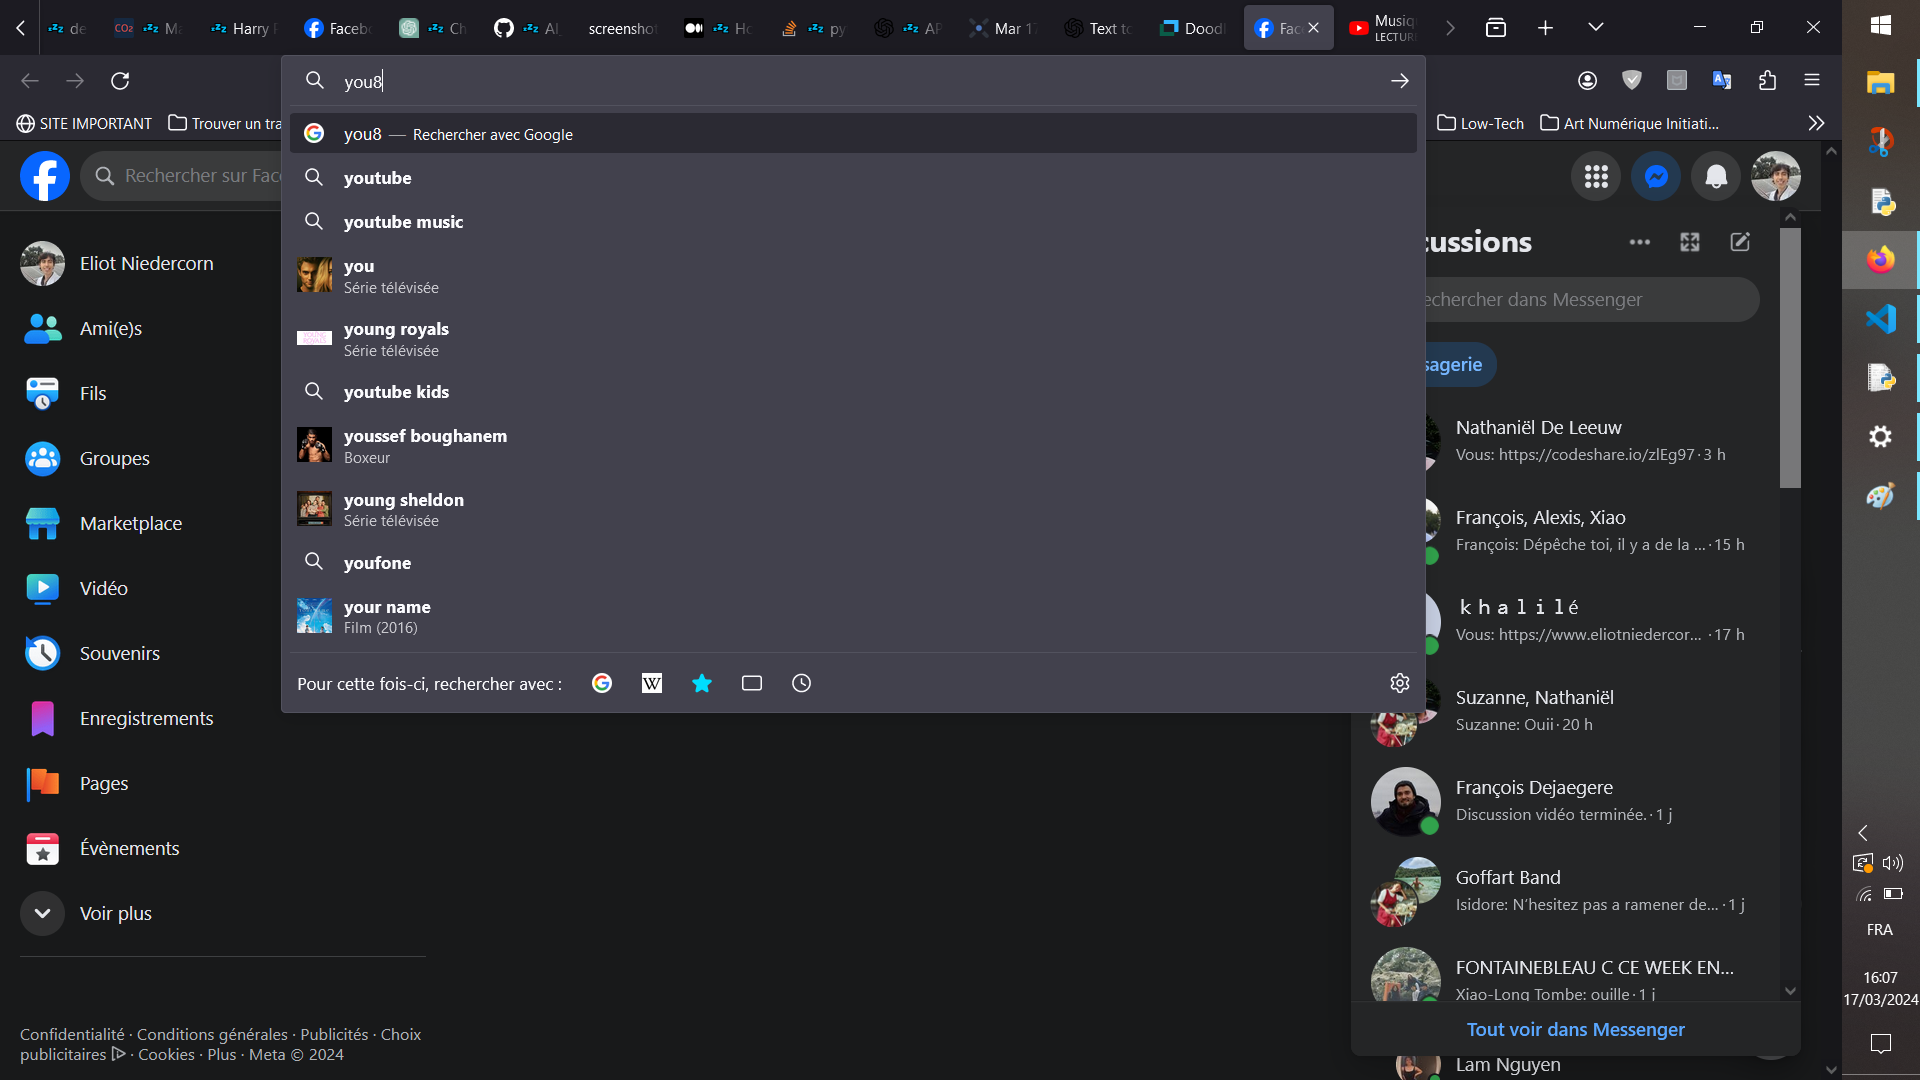 de
CO2
Ma
Harry
Faceb
Ch
AI
screenshot
Ho
py
AP
Mar 1
Text to
Doodl
Fac
Musiq
LECTURE
you8
SITE IMPORTANT
Trouver un tra
Low-Tech
Art Numérique Initiati...
you8 — Rechercher avec Google
youtube
youtube music
you
Série télévisée
young royals
Série télévisée
youtube kids
youssef boughanem
Boxeur
young sheldon
Série télévisée
youfone
your name
Film (2016)
Pour cette fois-ci, rechercher avec :
Rechercher sur Fac
Eliot Niedercorn
Ami(e)s
Fils
Groupes
Marketplace
Vidéo
Souvenirs
Enregistrements
Pages
Évènements
Voir plus
Confidentialité · Conditions générales · Publicités · Choix
publicitaires · Cookies · Plus · Meta © 2024
cussions
echercher dans Messenger
sagerie
Nathaniël De Leeuw
Vous: https://codeshare.io/zlEg97 · 3 h
François, Alexis, Xiao
François: Dépêche toi, il y a de la ... · 15 h
k h a l i l é
Vous: https://www.eliotniedercor... · 17 h
Suzanne, Nathaniël
Suzanne: Ouii · 20 h
François Dejaegere
Discussion vidéo terminée. · 1 j
Goffart Band
Isidore: N'hesitez pas a ramener de... · 1 j
FONTAINEBLEAU C CE WEEK EN...
Xiao-Long Tombe: ouille · 1 j
Tout voir dans Messenger
Lam Nguyen
FRA
16:07
17/03/2024